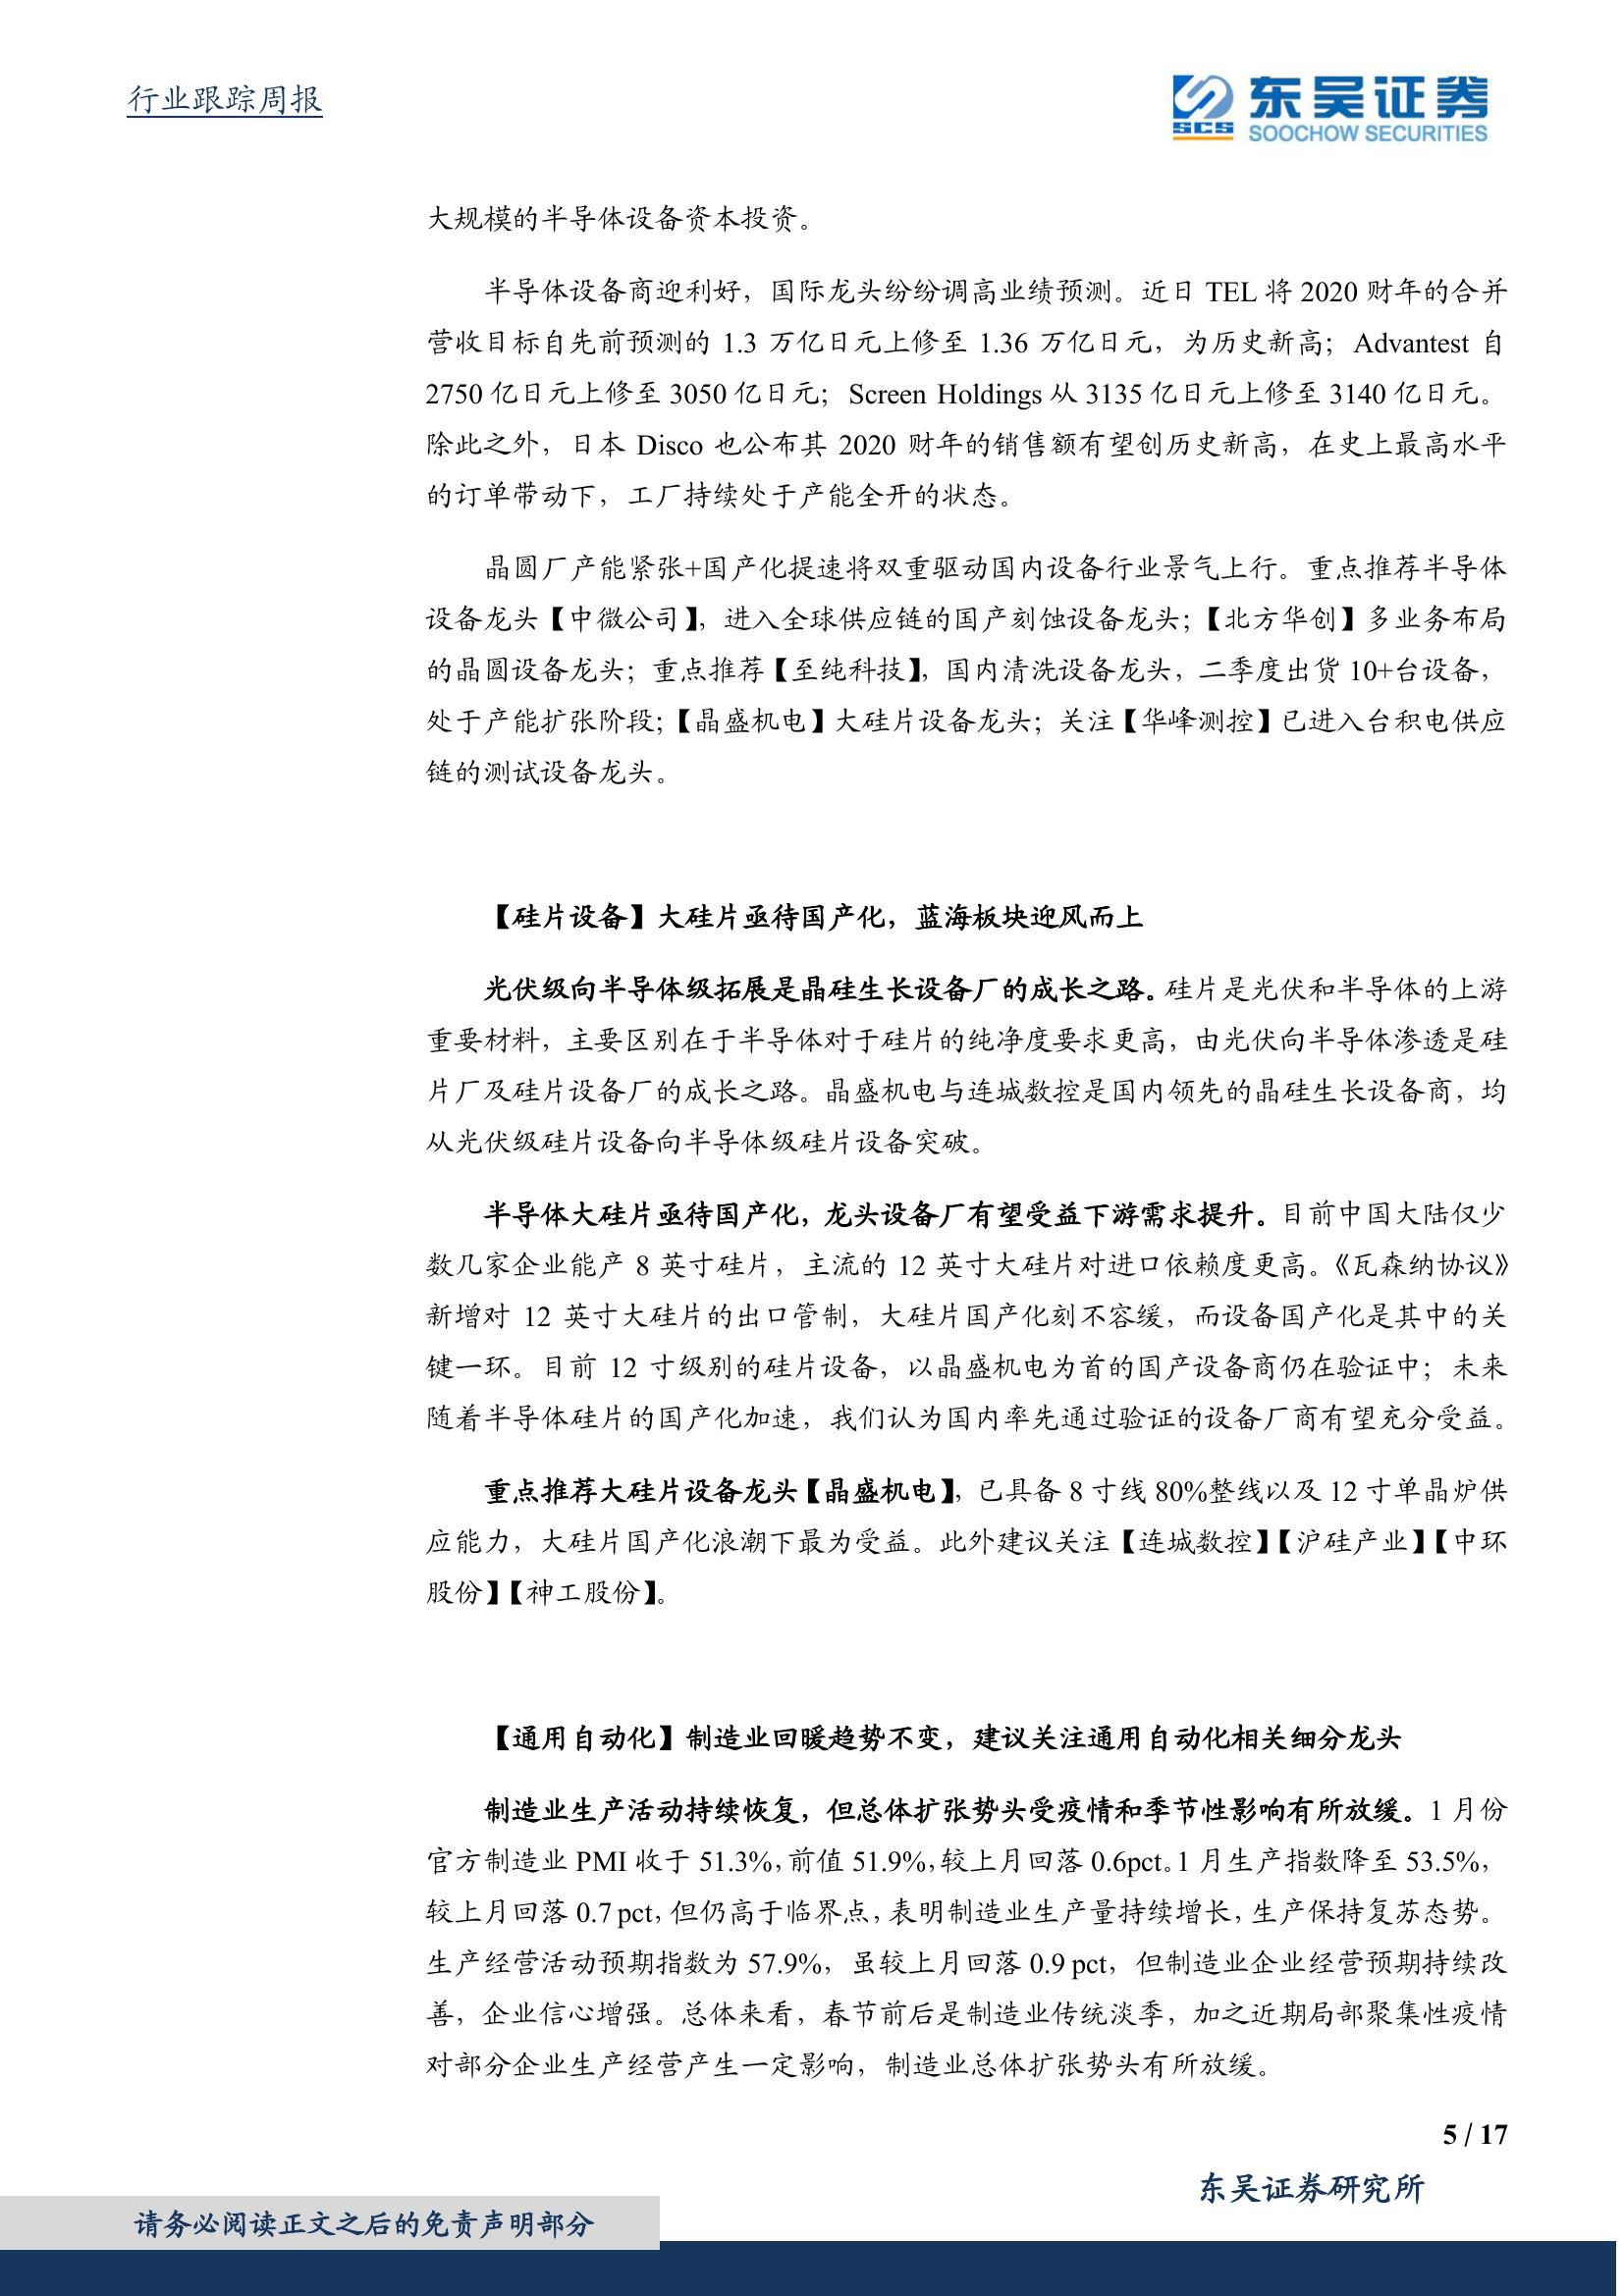 行业跟踪周报
SCS
东吴证券
SOOCHOW SECURITIES
大规模的半导体设备资本投资。
半导体设备商迎利好，国际龙头纷纷调高业绩预测。近日 TEL 将 2020 财年的合并
营收目标自先前预测的 1.3 万亿日元上修至 1.36 万亿日元，为历史新高；Advantest 自
2750 亿日元上修至 3050 亿日元；Screen Holdings 从 3135 亿日元上修至 3140 亿日元。
除此之外，日本 Disco 也公布其 2020 财年的销售额有望创历史新高，在史上最高水平
的订单带动下，工厂持续处于产能全开的状态。
晶圆厂产能紧张+国产化提速将双重驱动国内设备行业景气上行。重点推荐半导体
设备龙头【中微公司】，进入全球供应链的国产刻蚀设备龙头；【北方华创】多业务布局
的晶圆设备龙头；重点推荐【至纯科技】，国内清洗设备龙头，二季度出货 10+台设备，
处于产能扩张阶段；【晶盛机电】大硅片设备龙头；关注【华峰测控】已进入台积电供应
链的测试设备龙头。
【硅片设备】大硅片亟待国产化，蓝海板块迎风而上
光伏级向半导体级拓展是晶硅生长设备厂的成长之路。硅片是光伏和半导体的上游
重要材料，主要区别在于半导体对于硅片的纯净度要求更高，由光伏向半导体渗透是硅
片厂及硅片设备厂的成长之路。晶盛机电与连城数控是国内领先的晶硅生长设备商，均
从光伏级硅片设备向半导体级硅片设备突破。
半导体大硅片亟待国产化，龙头设备厂有望受益下游需求提升。目前中国大陆仅少
数几家企业能产 8 英寸硅片，主流的 12 英寸大硅片对进口依赖度更高。《瓦森纳协议》
新增对 12 英寸大硅片的出口管制，大硅片国产化刻不容缓，而设备国产化是其中的关
键一环。目前 12 寸级别的硅片设备，以晶盛机电为首的国产设备商仍在验证中；未来
随着半导体硅片的国产化加速，我们认为国内率先通过验证的设备厂商有望充分受益。
重点推荐大硅片设备龙头【晶盛机电】，已具备 8 寸线 80%整线以及 12 寸单晶炉供
应能力，大硅片国产化浪潮下最为受益。此外建议关注【连城数控】【沪硅产业】【中环
股份】【神工股份】。
【通用自动化】制造业回暖趋势不变，建议关注通用自动化相关细分龙头
制造业生产活动持续恢复，但总体扩张势头受疫情和季节性影响有所放缓。1 月份
官方制造业 PMI 收于 51.3%，前值 51.9%，较上月回落 0.6pct。1 月生产指数降至 53.5%，
较上月回落 0.7 pct，但仍高于临界点，表明制造业生产量持续增长，生产保持复苏态势。
生产经营活动预期指数为 57.9%，虽较上月回落 0.9 pct，但制造业企业经营预期持续改
善，企业信心增强。总体来看，春节前后是制造业传统淡季，加之近期局部聚集性疫情
对部分企业生产经营产生一定影响，制造业总体扩张势头有所放缓。
5 / 17
东吴证券研究所
请务必阅读正文之后的免责声明部分